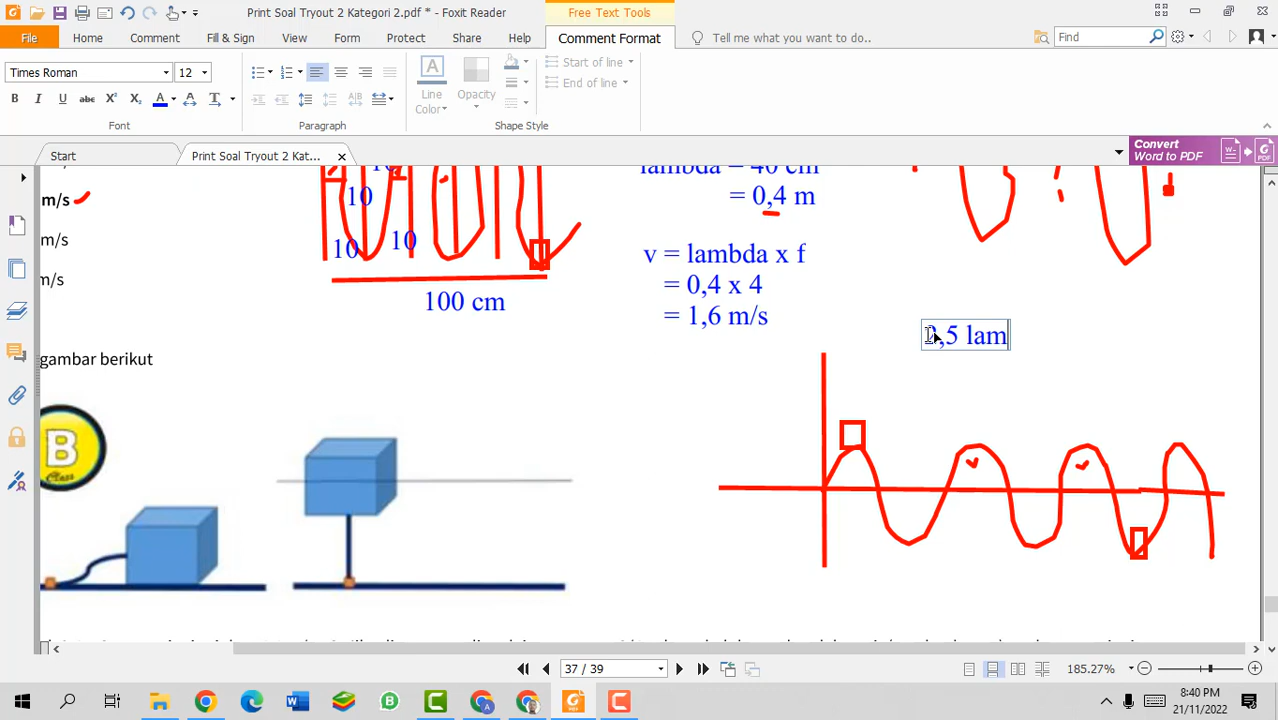 Print Soal Tryout 2 Kategori 2.pdf * - Foxit Reader
Free Text Tools
File Home Comment Fill & Sign View Form Protect Share Help Comment Format Tell me what you want to do.. Find
Times Roman 12
Start of line
End of line
Line Color
Opacity
Font Paragraph Shape Style
Start
Print Soal Tryout 2 Kat...
Convert
Word to PDF
lambda = 40 cm
= 0,4 m
m/s
10
m/s
10 10
v = lambda x f
m/s
= 0,4 x 4
100 cm
= 1,6 m/s
,5 lam
gambar berikut
B
Class
37 / 39
185.27%
8:40 PM
21/11/2022